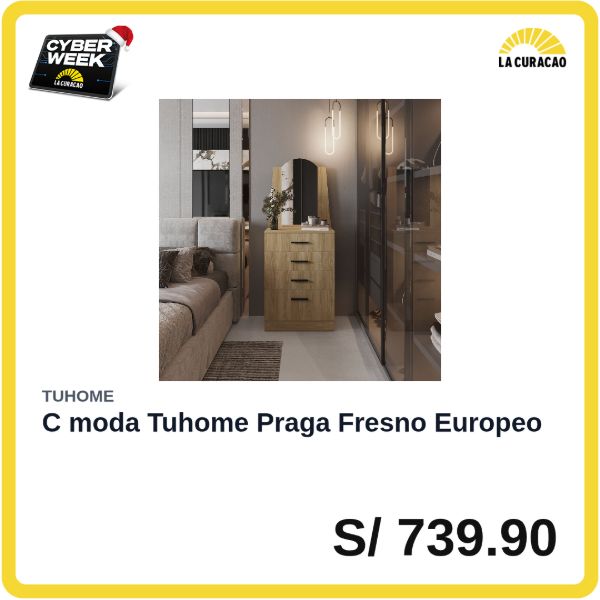 CYBER
WEEK
LA CURACAO
LA CURACAO
TUHOME
C moda Tuhome Praga Fresno Europeo
S/ 739.90